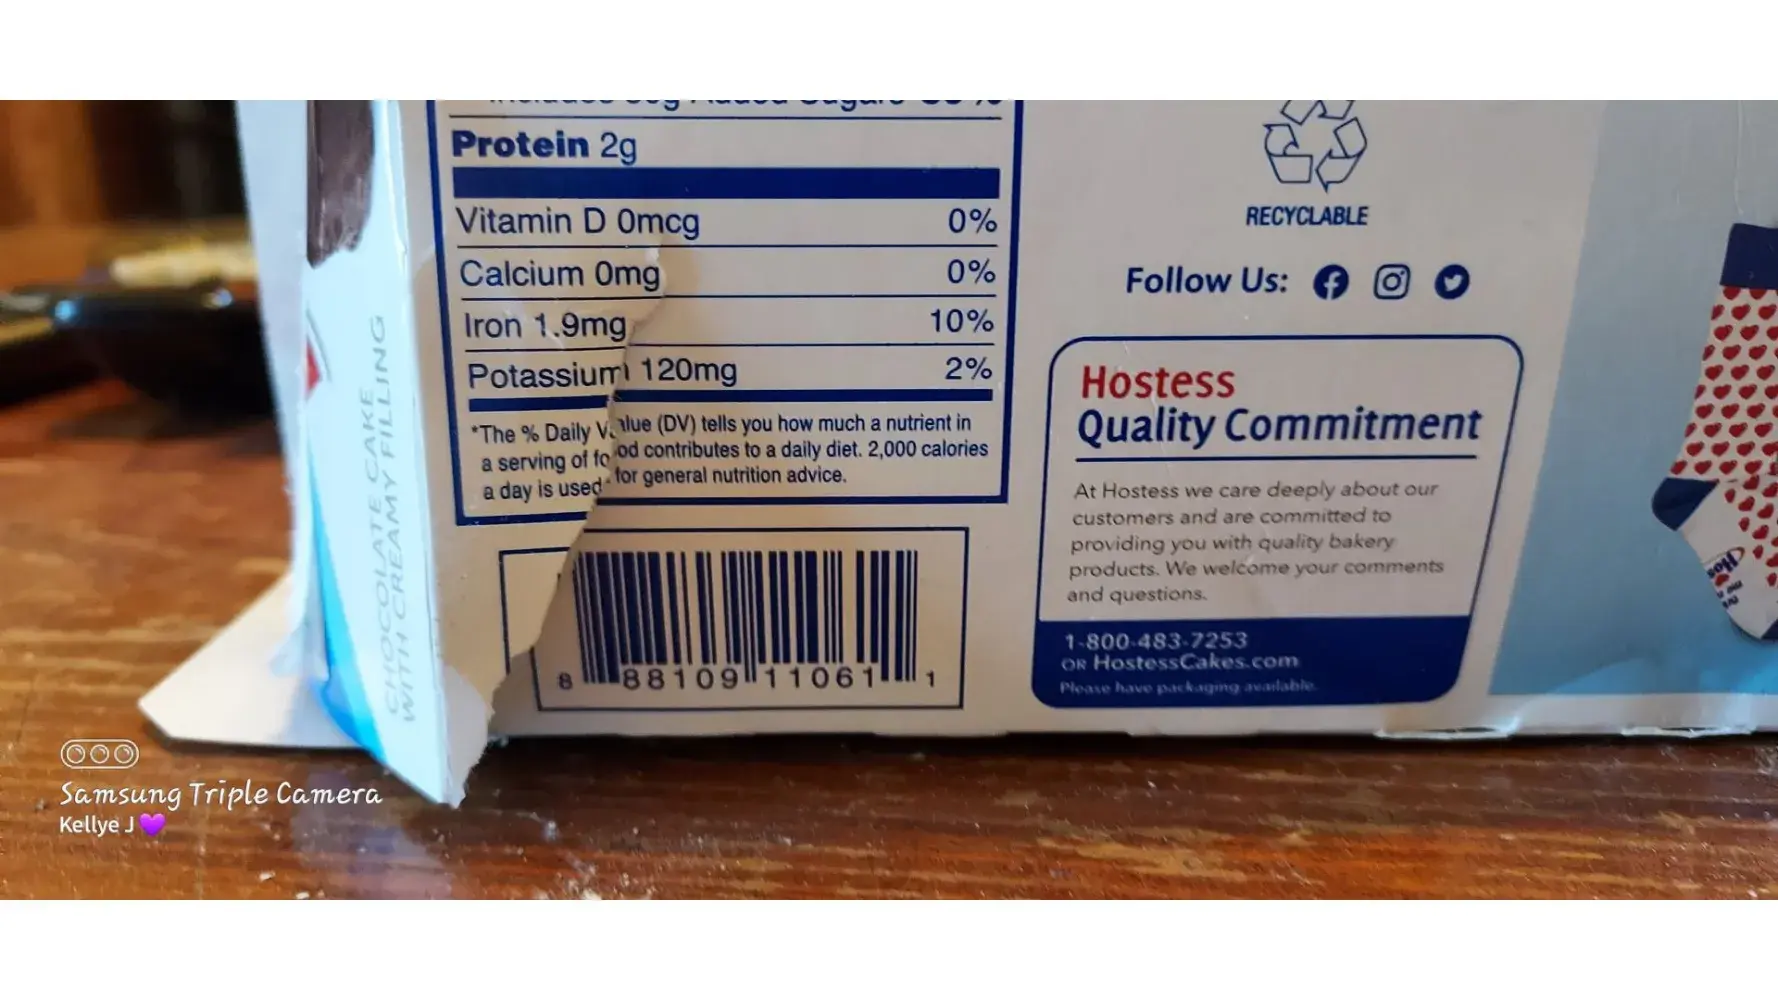 Protein 2g
Vitamin D 0mcg 0%
Calcium 0mg 0%
Iron 1.9mg 10%
Potassium 120mg 2%
*The % Daily Value (DV) tells you how much a nutrient in
a serving of food contributes to a daily diet. 2,000 calories
a day is used for general nutrition advice.
8 88109 11061 1
CHOCOLATE CAKE
WITH CREAMY FILLING
RECYCLABLE
Follow Us:
Hostess
Quality Commitment
At Hostess we care deeply about our
customers and are committed to
providing you with quality bakery
products. We welcome your comments
and questions.
1-800-483-7253
OR HostessCakes.com
Please have packaging available.
Samsung Triple Camera
Kellye J 💜